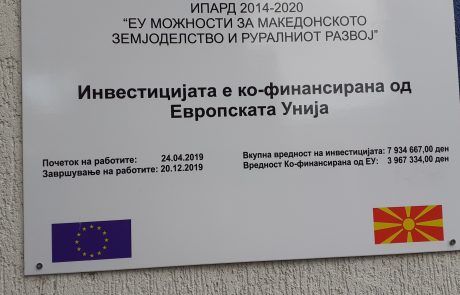 ИПАРД 2014-2020
“ЕУ МОЖНОСТИ ЗА МАКЕДОНСКОТО
ЗЕМЈОДЕЛСТВО И РУРАЛНИОТ РАЗВОЈ”
Инвестицијата е ко-финансирана од
Европската Унија
Почеток на работите: 24.04.2019
Завршување на работите: 20.12.2019
Вкупна вредност на инвестицијата: 7 934 667,00 ден
Вредност Ко-финансирана од ЕУ: 3 967 334,00 ден